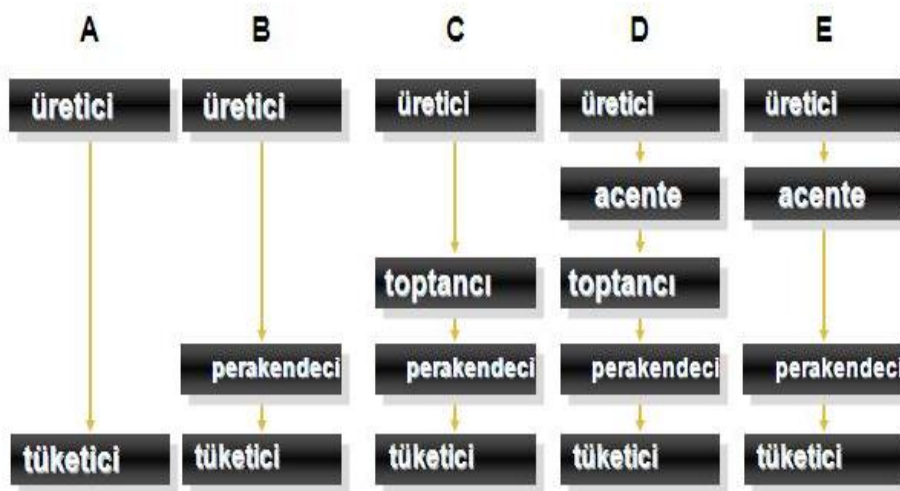 A B C D E
üretici üretici üretici üretici üretici
acente acente
toptancı toptancı
perakendeci perakendeci perakendeci perakendeci
tüketici tüketici tüketici tüketici tüketici